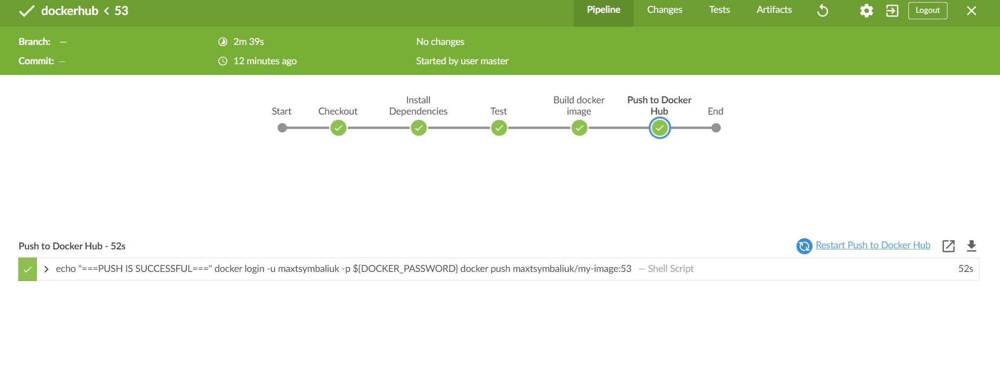 dockerhub < 53
Pipeline
Changes
Tests
Artifacts
Logout
Branch: —
2m 39s
No changes
Commit: —
12 minutes ago
Started by user master
Start
Checkout
Install
Dependencies
Test
Build docker
image
Push to Docker
Hub
End
Push to Docker Hub - 52s
Restart Push to Docker Hub
echo "===PUSH IS SUCCESSFUL===" docker login -u maxtsymbaliuk -p ${DOCKER_PASSWORD} docker push maxtsymbaliuk/my-image:53 — Shell Script
52s